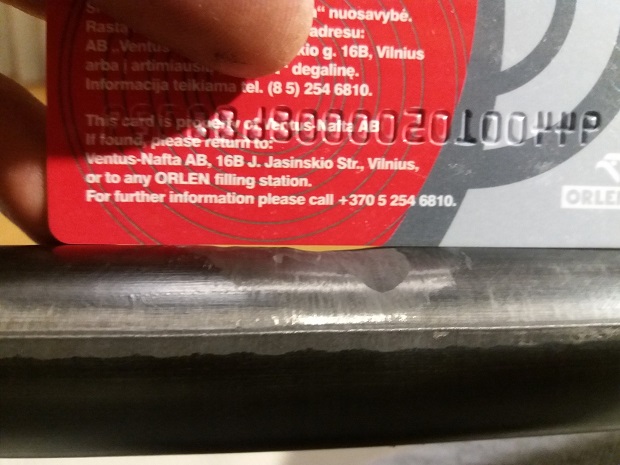 “ nuosavybė.
Rasta adresu:
AB „Ventus kio g. 16B, Vilnius
arba į artimiausią “ degalinę.
Informacija teikiama tel. (8 5) 254 6810.
This card is property of Ventus-Nafta AB
If found, please return to:
Ventus-Nafta AB, 16B J. Jasinskio Str., Vilnius,
or to any ORLEN filling station.
For further information please call +370 5 254 6810.
ORLEN